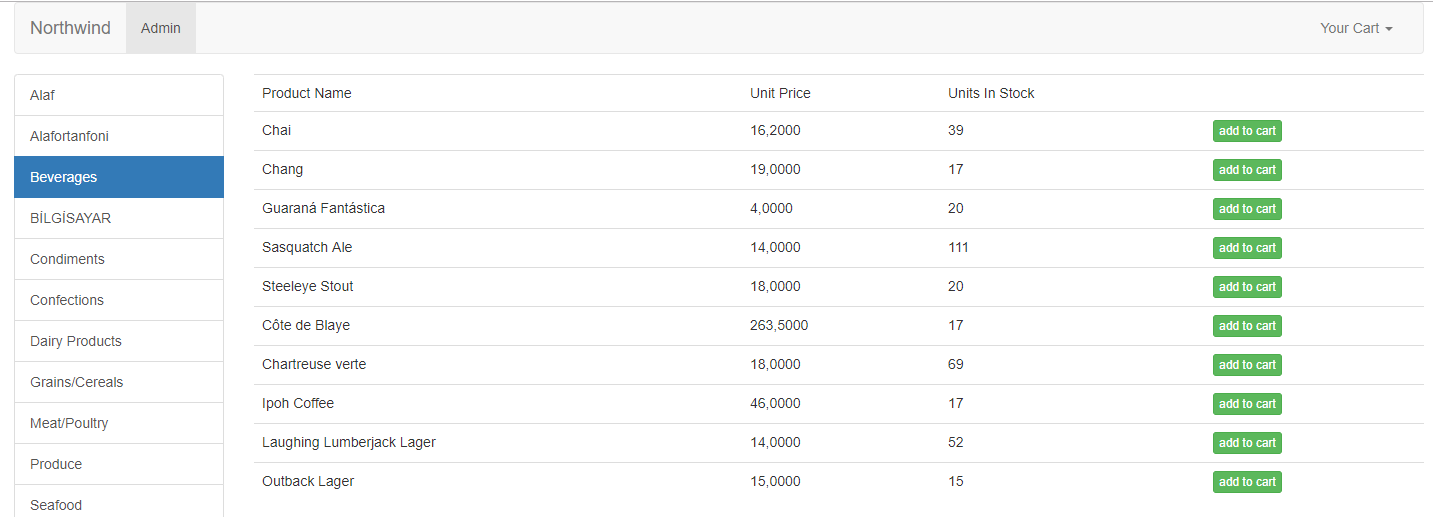 Northwind Admin Your Cart
Alaf
Alafortanfoni
Beverages
BİLGİSAYAR
Condiments
Confections
Dairy Products
Grains/Cereals
Meat/Poultry
Produce
Seafood
Product Name Unit Price Units In Stock
Chai 16,2000 39 add to cart
Chang 19,0000 17 add to cart
Guaraná Fantástica 4,0000 20 add to cart
Sasquatch Ale 14,0000 111 add to cart
Steeleye Stout 18,0000 20 add to cart
Côte de Blaye 263,5000 17 add to cart
Chartreuse verte 18,0000 69 add to cart
Ipoh Coffee 46,0000 17 add to cart
Laughing Lumberjack Lager 14,0000 52 add to cart
Outback Lager 15,0000 15 add to cart